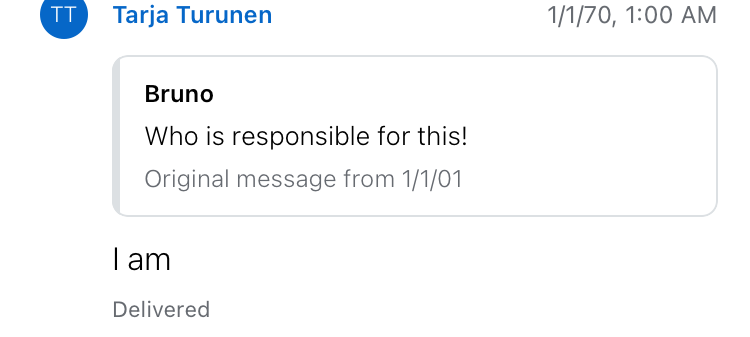 TT
Tarja Turunen
1/1/70, 1:00 AM
Bruno
Who is responsible for this!
Original message from 1/1/01
I am
Delivered